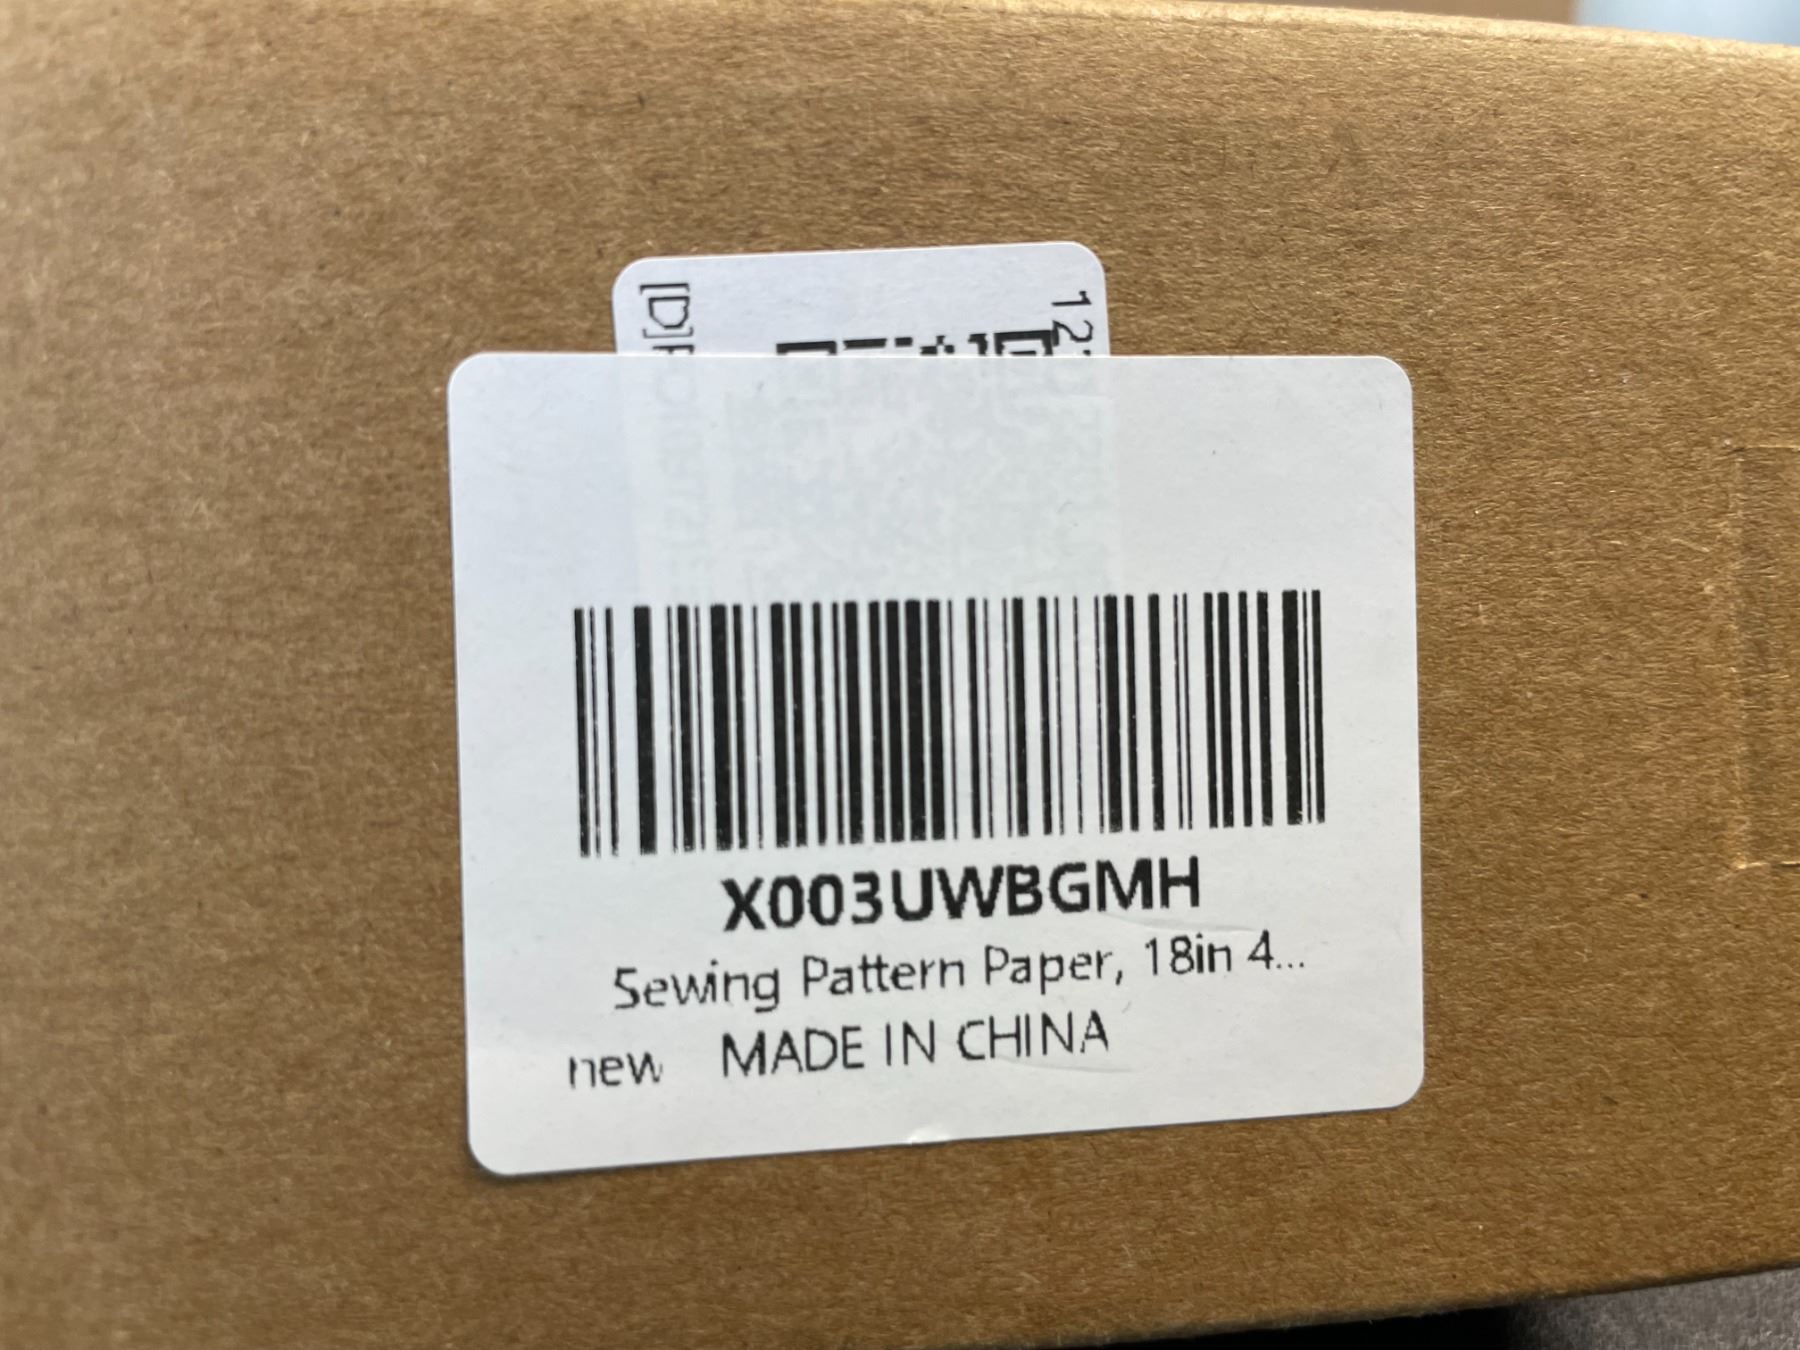 X003UWBGMH
Sewing Pattern Paper, 18in 4...
new MADE IN CHINA